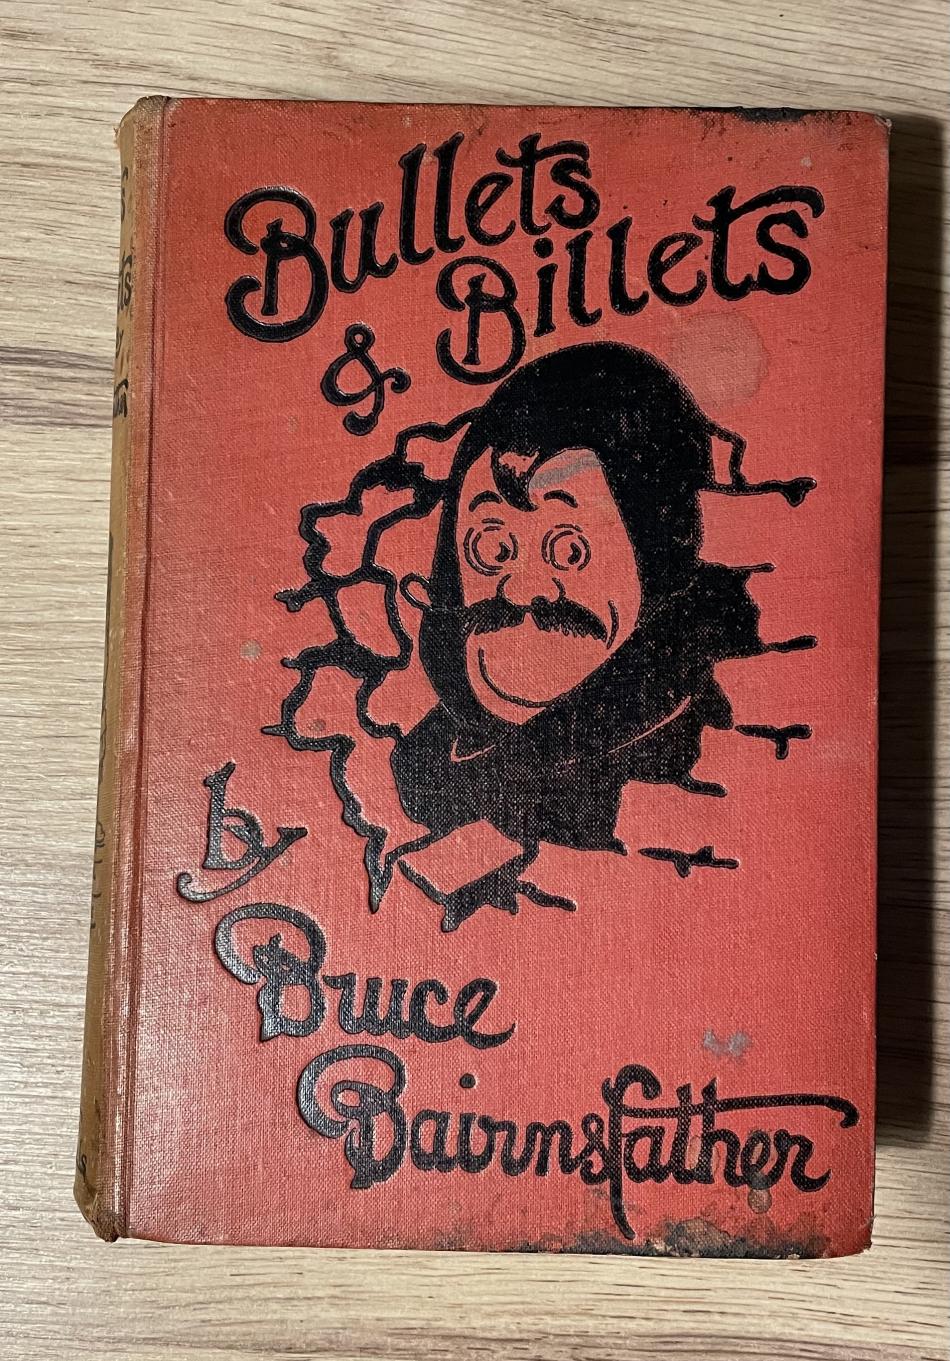 Bullets
& Billets
by
Bruce
Bairnsfather